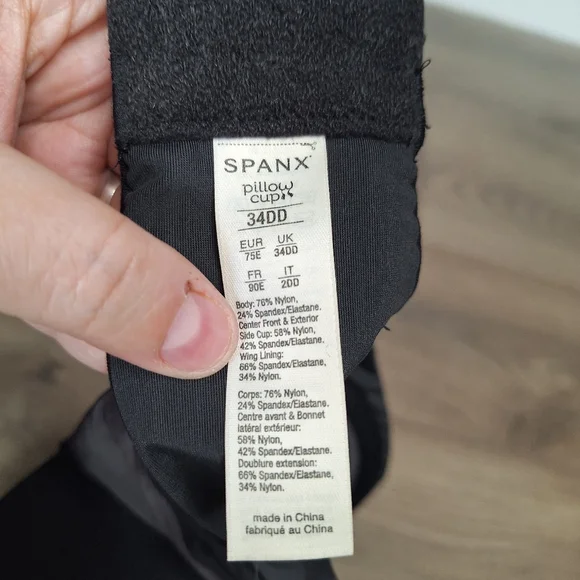 SPANX
pillow
cup
34DD
EUR UK
75E 34DD
FR IT
90E 2DD
Body: 76% Nylon,
24% Spandex/Elastane.
Center Front & Exterior
Side Cup: 58% Nylon,
42% Spandex/Elastane.
Wing Lining:
66% Spandex/Elastane,
34% Nylon.
Corps: 76% Nylon,
24% Spandex/Elastane.
Centre avant & Bonnet
latéral extérieur:
58% Nylon,
42% Spandex/Elastane.
Doublure extension:
66% Spandex/Elastane,
34% Nylon.
made in China
fabriqué au China